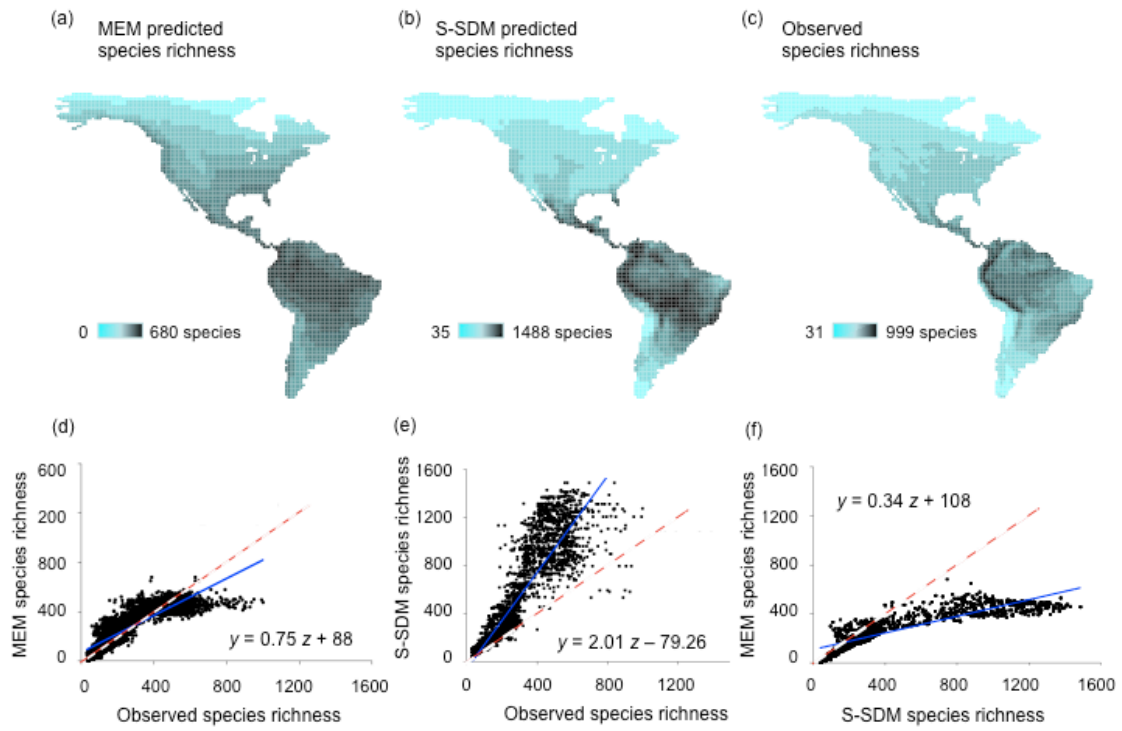 (a)
MEM predicted
species richness
(b)
S-SDM predicted
species richness
(c)
Observed
species richness
0 680 species
35 1488 species
31 999 species
(d)
MEM species richness
600
200
800
400
0
0 400 800 1200 1600
Observed species richness
y = 0.75 z + 88
(e)
S-SDM species richness
1600
1200
800
400
0
0 400 800 1200 1600
Observed species richness
y = 2.01 z – 79.26
(f)
MEM species richness
1600
1200
800
400
0
0 400 800 1200 1600
S-SDM species richness
y = 0.34 z + 108